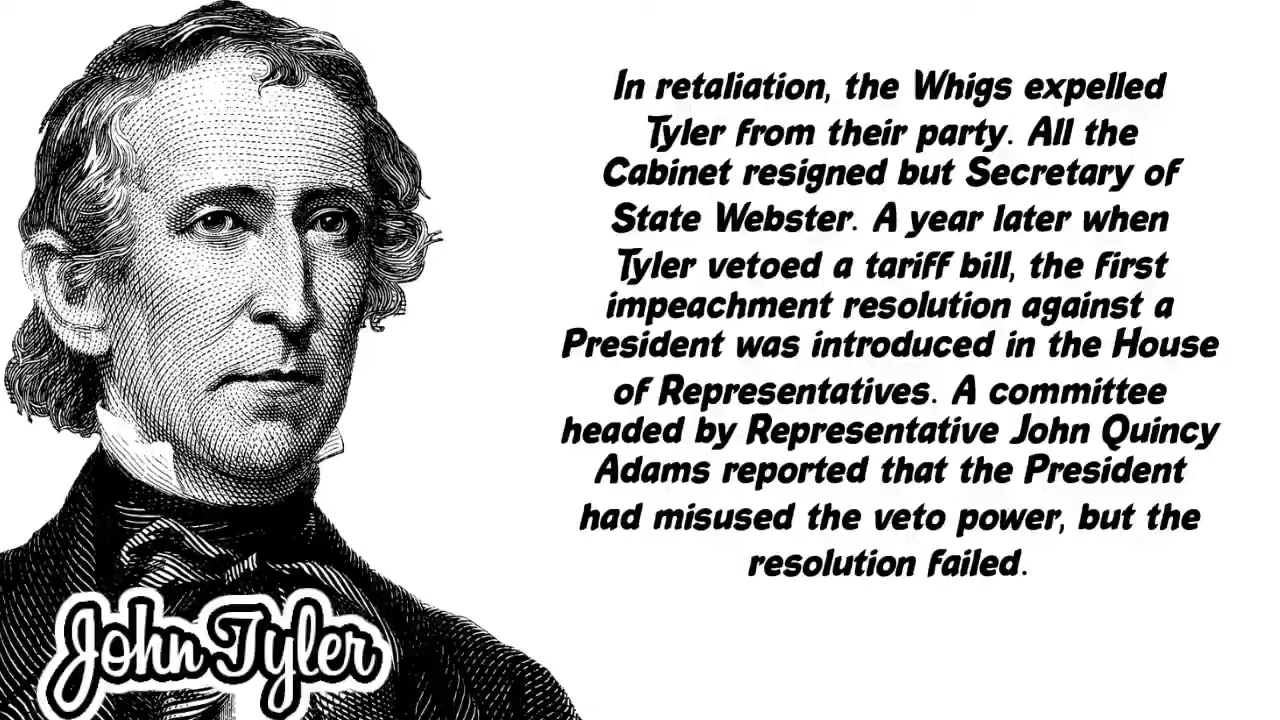 In retaliation, the Whigs expelled
Tyler from their party. All the
Cabinet resigned but Secretary of
State Webster. A year later when
Tyler vetoed a tariff bill, the first
impeachment resolution against a
President was introduced in the House
of Representatives. A committee
headed by Representative John Quincy
Adams reported that the President
had misused the veto power, but the
resolution failed.
John Tyler